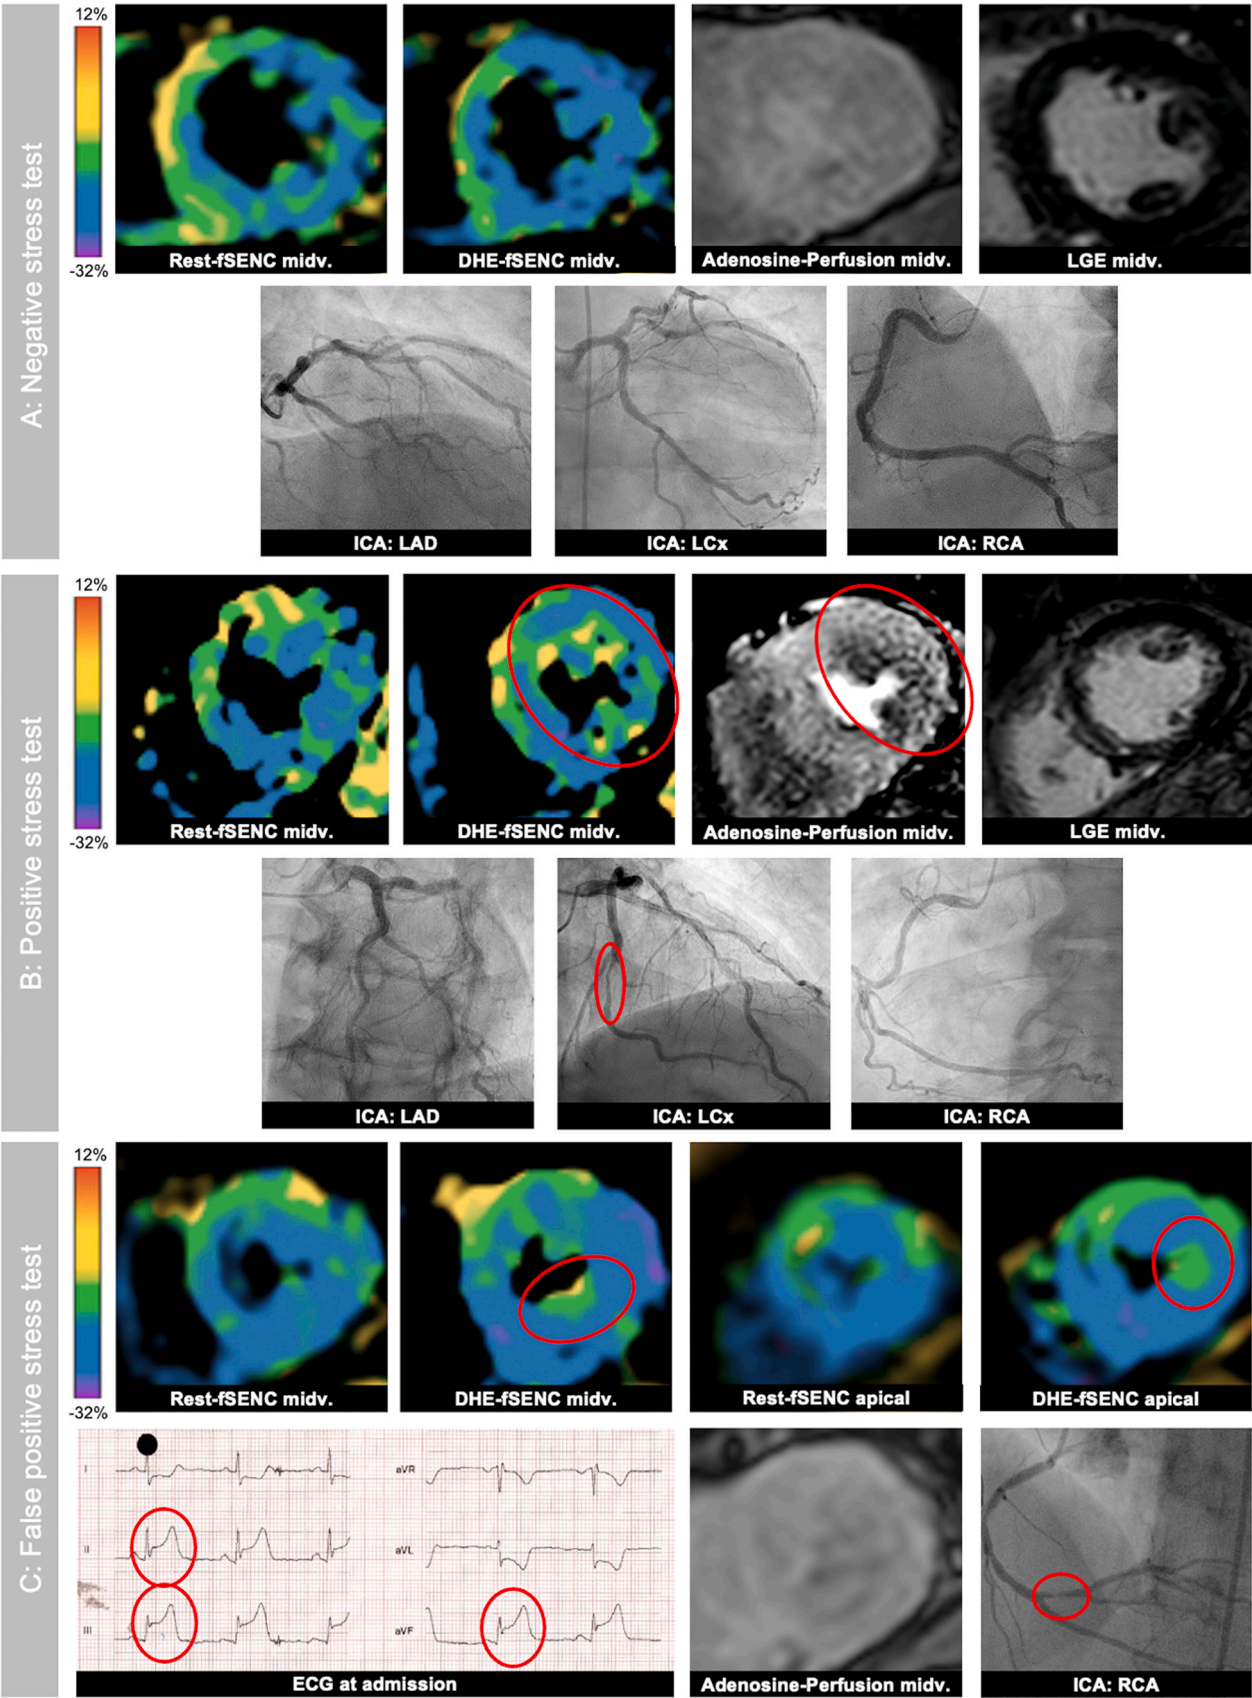 A: Negative stress test
12%
-32%
Rest-fSENC midv.
DHE-fSENC midv.
Adenosine-Perfusion midv.
LGE midv.
ICA: LAD
ICA: LCx
ICA: RCA
B: Positive stress test
12%
-32%
Rest-fSENC midv.
DHE-fSENC midv.
Adenosine-Perfusion midv.
LGE midv.
ICA: LAD
ICA: LCx
ICA: RCA
C: False positive stress test
12%
-32%
Rest-fSENC midv.
DHE-fSENC midv.
Rest-fSENC apical
DHE-fSENC apical
I
aVR
II
aVL
III
aVF
ECG at admission
Adenosine-Perfusion midv.
ICA: RCA